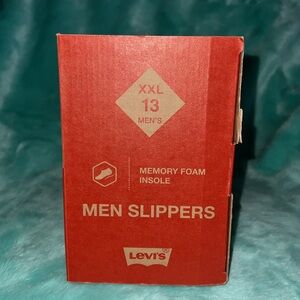 XXL
13
MEN'S
MEMORY FOAM
INSOLE
MEN SLIPPERS
Levi's